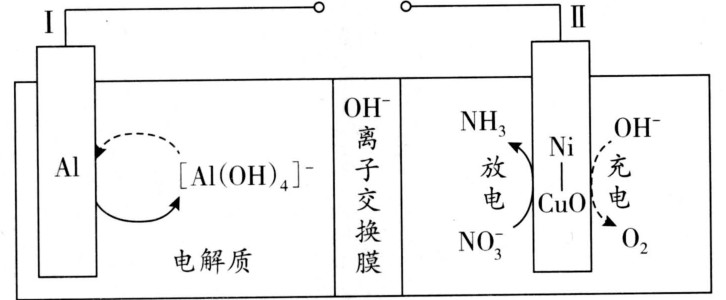 Ⅰ
Ⅱ
Al
[Al(OH)₄]⁻
电解质
OH⁻
离子交换膜
NH₃
放电
NO₃⁻
Ni
CuO
OH⁻
充电
O₂